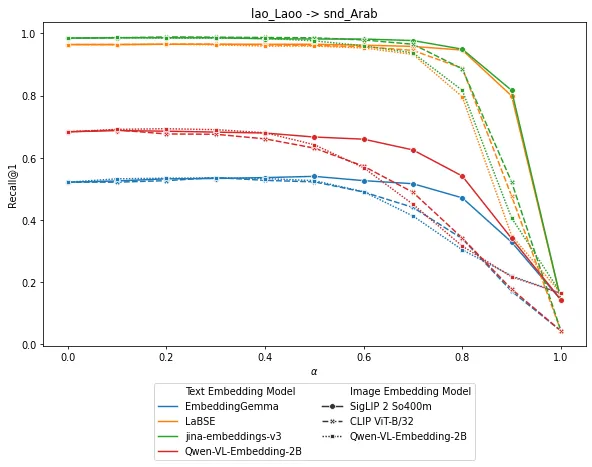 lao_Laoo -> snd_Arab
Recall@1
1.0
0.8
0.6
0.4
0.2
0.0
0.0 0.2 0.4 0.6 0.8 1.0
α
Text Embedding Model Image Embedding Model
EmbeddingGemma SigLIP 2 So400m
LaBSE CLIP ViT-B/32
jina-embeddings-v3 Qwen-VL-Embedding-2B
Qwen-VL-Embedding-2B